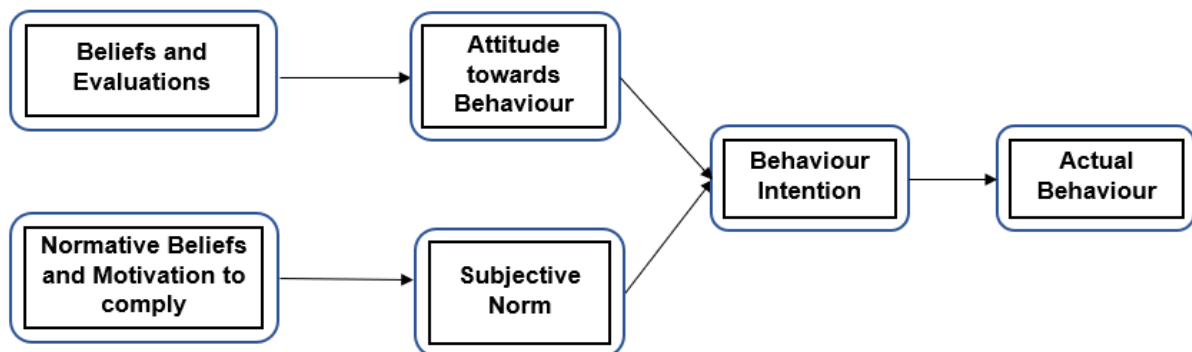 Beliefs and
Evaluations
Attitude
towards
Behaviour
Behaviour
Intention
Actual
Behaviour
Normative Beliefs
and Motivation to
comply
Subjective
Norm